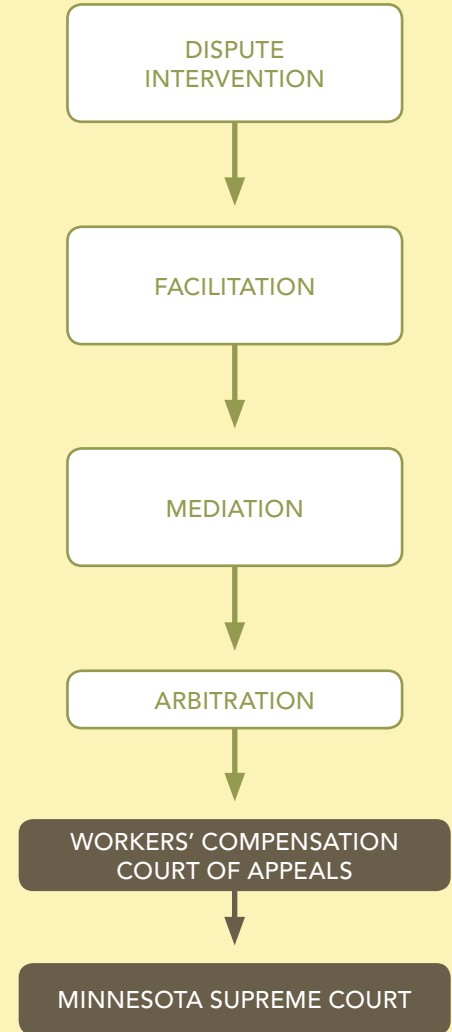 DISPUTE
INTERVENTION
FACILITATION
MEDIATION
ARBITRATION
WORKERS’ COMPENSATION
COURT OF APPEALS
MINNESOTA SUPREME COURT